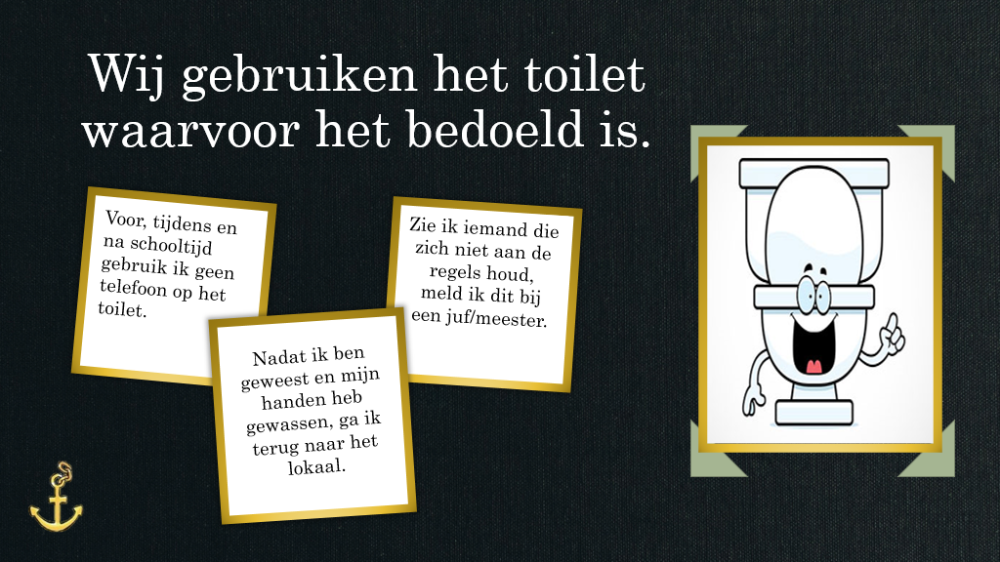 Wij gebruiken het toilet
waarvoor het bedoeld is.
Voor, tijdens en
na schooltijd
gebruik ik geen
telefoon op het
toilet.
Nadat ik ben
geweest en mijn
handen heb
gewassen, ga ik
terug naar het
lokaal.
Zie ik iemand die
zich niet aan de
regels houd,
meld ik dit bij
een juf/meester.